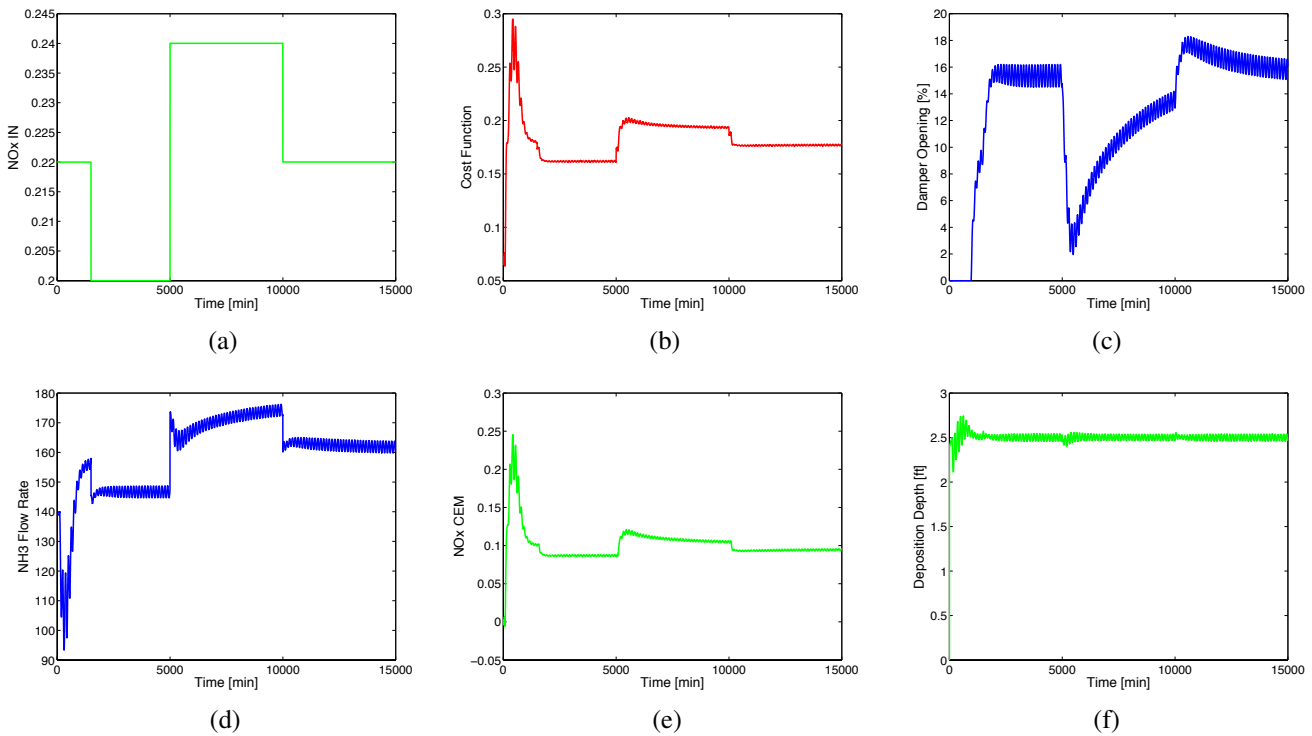 0.245
0.24
0.235
0.23
0.225
0.22
0.215
0.21
0.205
0.2
NOx IN
0 5000 10000 15000
Time [min]
(a)
0.3
0.25
0.2
0.15
0.1
0.05
Cost Function
0 5000 10000 15000
Time [min]
(b)
20
18
16
14
12
10
8
6
4
2
0
Damper Opening [%]
0 5000 10000 15000
Time [min]
(c)
180
170
160
150
140
130
120
110
100
90
NH3 Flow Rate
0 5000 10000 15000
Time [min]
(d)
0.3
0.25
0.2
0.15
0.1
0.05
0
−0.05
NOx CEM
0 5000 10000 15000
Time [min]
(e)
3
2.5
2
1.5
1
0.5
0
Deposition Depth [ft]
0 5000 10000 15000
Time [min]
(f)